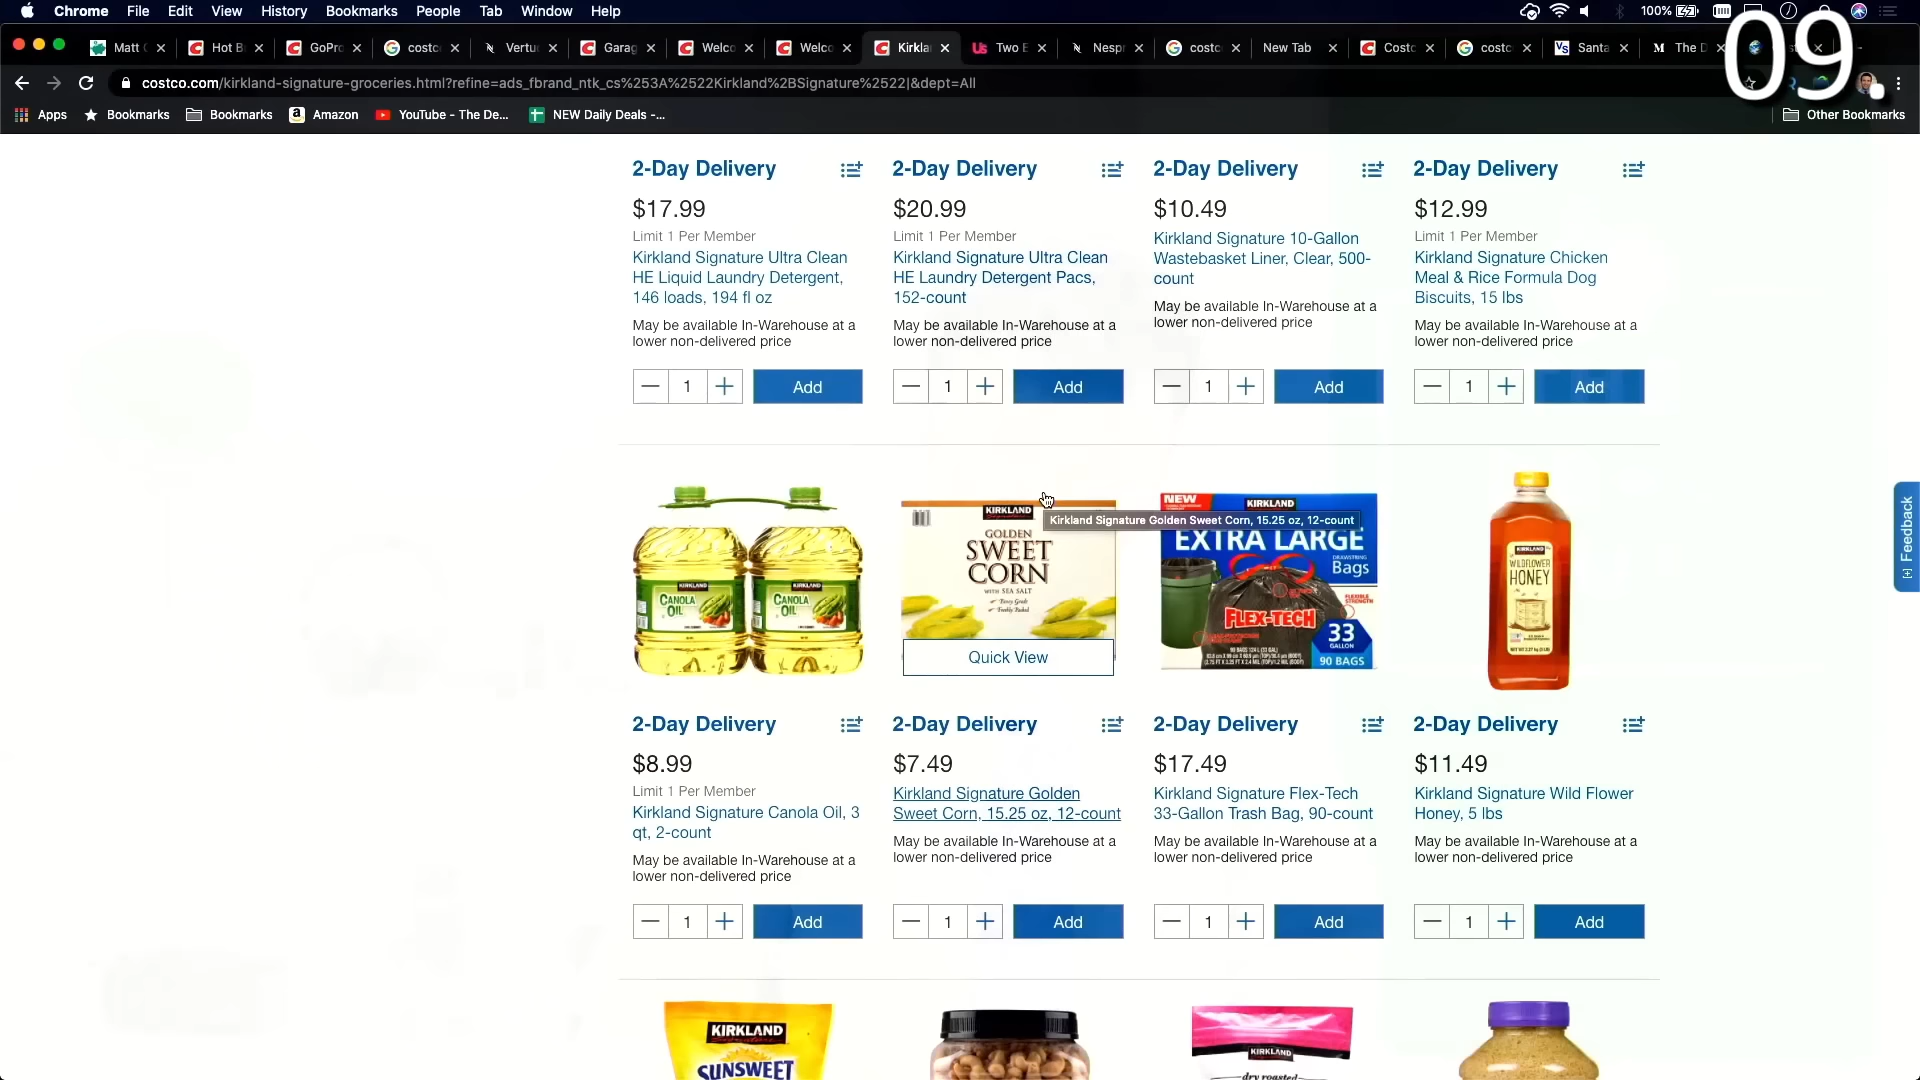 Chrome File Edit View History Bookmarks People Tab Window Help
100%
09.
Matt
Hot B
GoPro
costc
Vertu
Garag
Welco
Welco
Kirkla
Two E
Nespr
costc
New Tab
Costc
costc
Santa
The D
costco.com/kirkland-signature-groceries.html?refine=ads_fbrand_ntk_cs%253A%2522Kirkland%2BSignature%2522|&dept=All
Apps Bookmarks Bookmarks Amazon YouTube - The De... NEW Daily Deals -... Other Bookmarks
2-Day Delivery
$17.99
Limit 1 Per Member
Kirkland Signature Ultra Clean
HE Liquid Laundry Detergent,
146 loads, 194 fl oz
May be available In-Warehouse at a
lower non-delivered price
1 Add
2-Day Delivery
$20.99
Limit 1 Per Member
Kirkland Signature Ultra Clean
HE Laundry Detergent Pacs,
152-count
May be available In-Warehouse at a
lower non-delivered price
1 Add
2-Day Delivery
$10.49
Kirkland Signature 10-Gallon
Wastebasket Liner, Clear, 500-
count
May be available In-Warehouse at a
lower non-delivered price
1 Add
2-Day Delivery
$12.99
Limit 1 Per Member
Kirkland Signature Chicken
Meal & Rice Formula Dog
Biscuits, 15 lbs
May be available In-Warehouse at a
lower non-delivered price
1 Add
KIRKLAND
CANOLA
OIL
KIRKLAND
CANOLA
OIL
2-Day Delivery
$8.99
Limit 1 Per Member
Kirkland Signature Canola Oil, 3
qt, 2-count
May be available In-Warehouse at a
lower non-delivered price
1 Add
KIRKLAND
Signature
GOLDEN
SWEET
CORN
WITH SEA SALT
Fancy Grade
Freshly Packed
Quick View
Kirkland Signature Golden Sweet Corn, 15.25 oz, 12-count
2-Day Delivery
$7.49
Kirkland Signature Golden
Sweet Corn, 15.25 oz, 12-count
May be available In-Warehouse at a
lower non-delivered price
1 Add
NEW
KIRKLAND
EXTRA LARGE
DRAWSTRING
Bags
FLEX-TECH
FLEXIBLE
STRENGTH
33
GALLON
90 BAGS
2-Day Delivery
$17.49
Kirkland Signature Flex-Tech
33-Gallon Trash Bag, 90-count
May be available In-Warehouse at a
lower non-delivered price
1 Add
KIRKLAND
WILDFLOWER
HONEY
2-Day Delivery
$11.49
Kirkland Signature Wild Flower
Honey, 5 lbs
May be available In-Warehouse at a
lower non-delivered price
1 Add
[+] Feedback
KIRKLAND
Signature
SUNSWEET
KIRKLAND
dry roasted